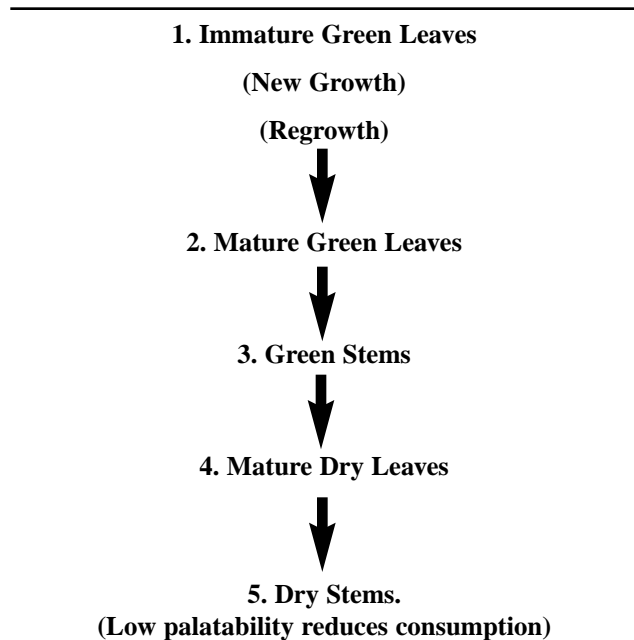 1. Immature Green Leaves
(New Growth)
(Regrowth)
2. Mature Green Leaves
3. Green Stems
4. Mature Dry Leaves
5. Dry Stems.
(Low palatability reduces consumption)